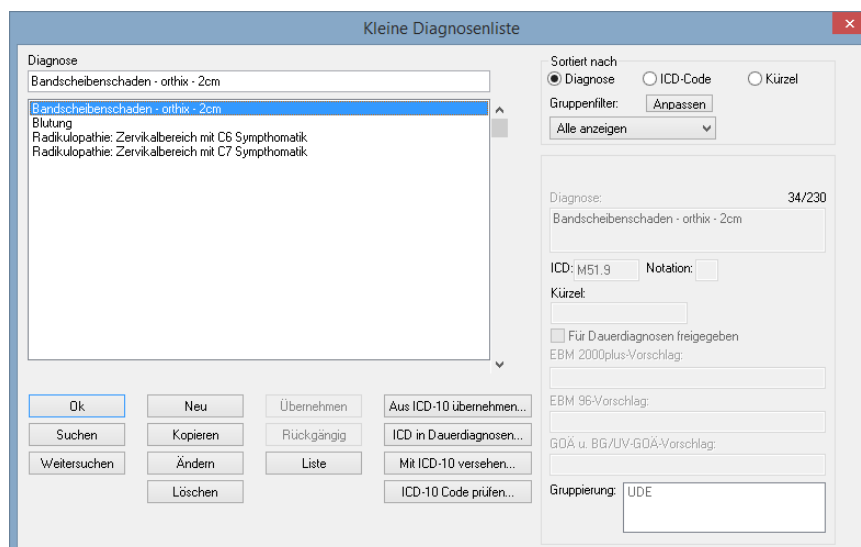 Kleine Diagnosenliste
Diagnose
Bandscheibenschaden - orthix - 2cm
Bandscheibenschaden - orthix - 2cm
Blutung
Radikulopathie: Zervikalbereich mit C6 Sympthomatik
Radikulopathie: Zervikalbereich mit C7 Sympthomatik
Ok
Neu
Übernehmen
Aus ICD-10 übernehmen...
Suchen
Kopieren
Rückgängig
ICD in Dauerdiagnosen...
Weitersuchen
Ändern
Liste
Mit ICD-10 versehen...
Löschen
ICD-10 Code prüfen...
Sortiert nach
Diagnose ICD-Code Kürzel
Gruppenfilter: Anpassen
Alle anzeigen
Diagnose: 34/230
Bandscheibenschaden - orthix - 2cm
ICD: M51.9 Notation:
Kürzel:
Für Dauerdiagnosen freigegeben
EBM 2000plus-Vorschlag:
EBM 96-Vorschlag:
GOÄ u. BG/UV-GOÄ-Vorschlag:
Gruppierung: UDE